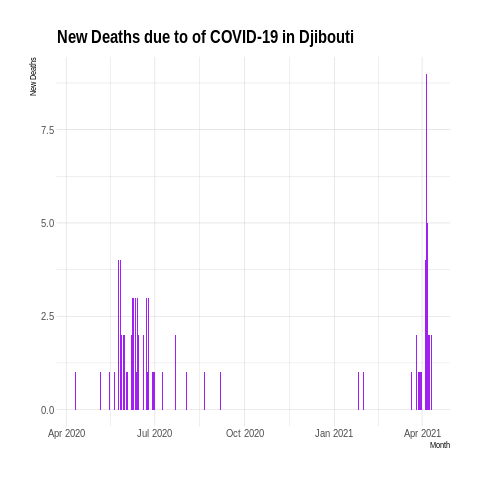 New Deaths due to of COVID-19 in Djibouti
New Deaths
7.5
5.0
2.5
0.0
Apr 2020 Jul 2020 Oct 2020 Jan 2021 Apr 2021
Month